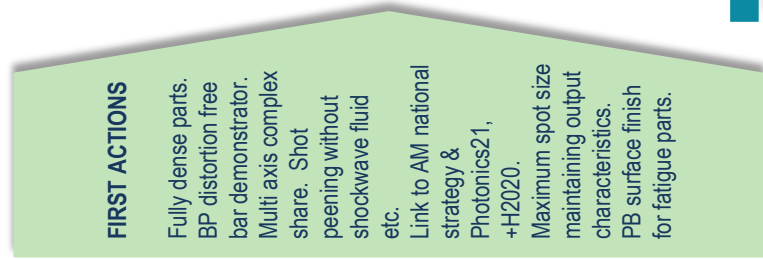 FIRST ACTIONS
Fully dense parts.
BP distortion free
bar demonstrator.
Multi axis complex
share.  Shot
peening without
shockwave fluid
etc.
Link to AM national
strategy &
Photonics21,
+H2020.
Maximum spot size
maintaining output
characteristics.
PB surface finish
for fatigue parts.